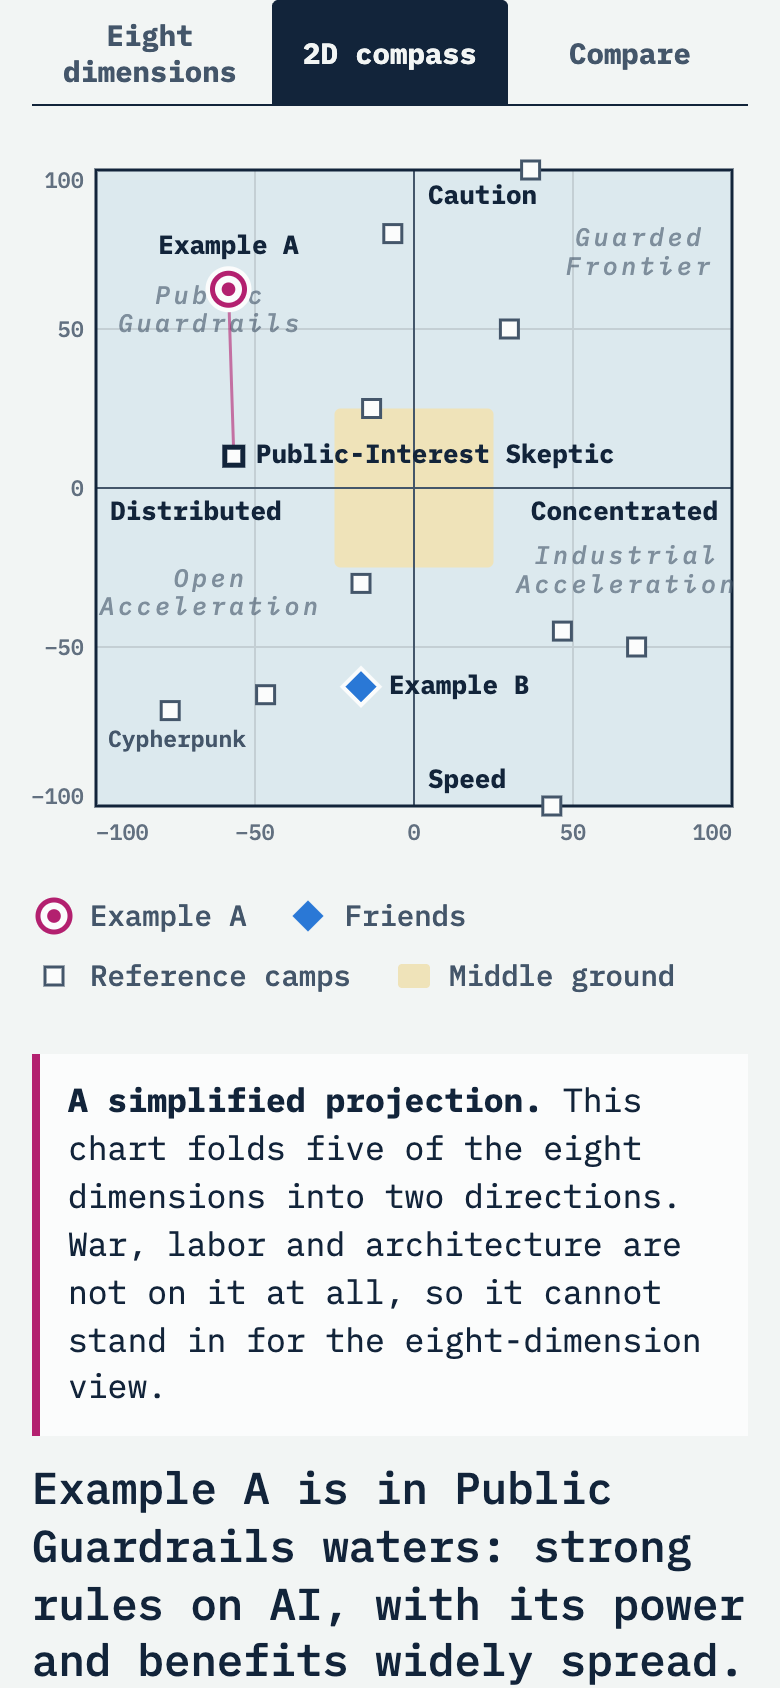 Eight
dimensions
2D compass
Compare
100
Caution
Guarded
Frontier
Example A
Pub c
Guardrails
50
Public-Interest Skeptic
0
Distributed
Concentrated
Industrial
Acceleration
Open
Acceleration
−50
Example B
Cypherpunk
Speed
−100
−100 −50 0 50 100
Example A
Friends
Reference camps
Middle ground
A simplified projection. This
chart folds five of the eight
dimensions into two directions.
War, labor and architecture are
not on it at all, so it cannot
stand in for the eight-dimension
view.
Example A is in Public
Guardrails waters: strong
rules on AI, with its power
and benefits widely spread.